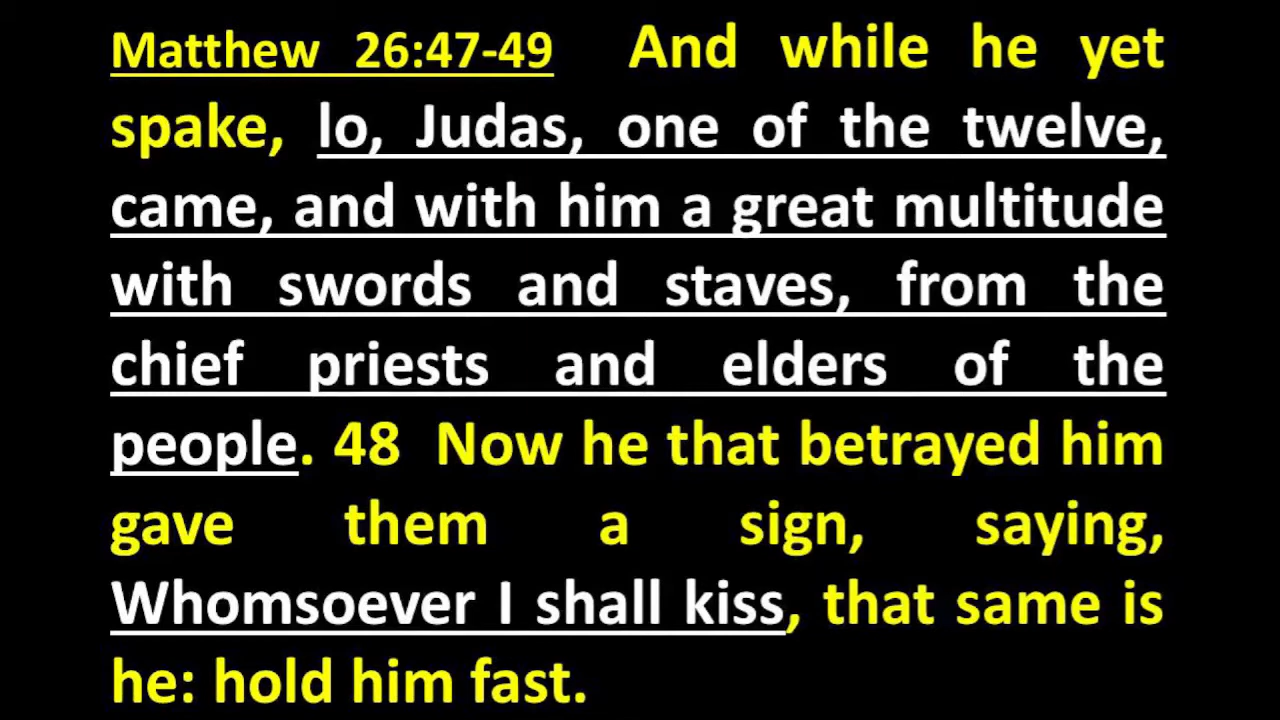 Matthew 26:47-49 And while he yet
spake, lo, Judas, one of the twelve,
came, and with him a great multitude
with swords and staves, from the
chief priests and elders of the
people. 48 Now he that betrayed him
gave them a sign, saying,
Whomsoever I shall kiss, that same is
he: hold him fast.